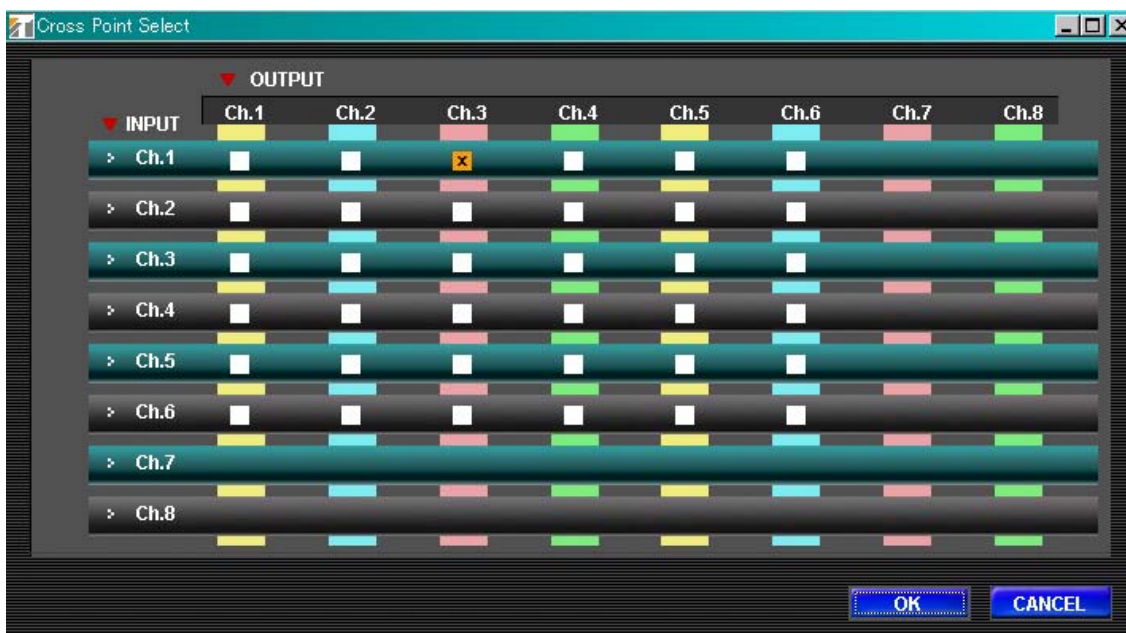 Cross Point Select
OUTPUT
INPUT
Ch.1 Ch.2 Ch.3 Ch.4 Ch.5 Ch.6 Ch.7 Ch.8
Ch.1 x
Ch.2
Ch.3
Ch.4
Ch.5
Ch.6
Ch.7
Ch.8
OK CANCEL